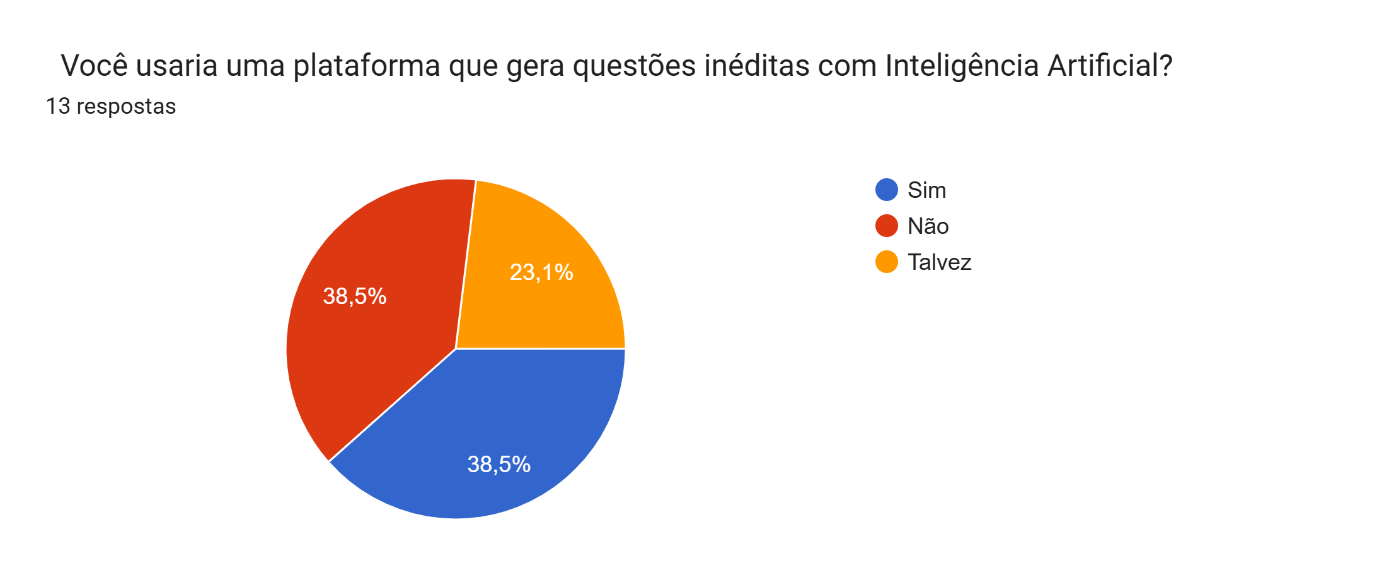 Você usaria uma plataforma que gera questões inéditas com Inteligência Artificial?
13 respostas
Sim
Não
Talvez
23,1%
38,5%
38,5%